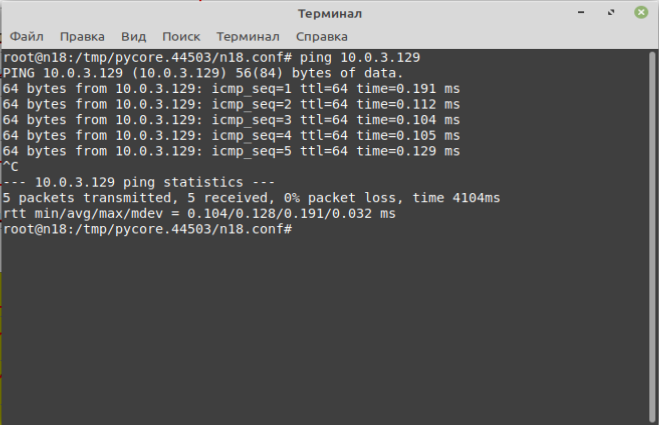 Терминал
Файл Правка Вид Поиск Терминал Справка
root@n18:/tmp/pycore.44503/n18.conf# ping 10.0.3.129
PING 10.0.3.129 (10.0.3.129) 56(84) bytes of data.
64 bytes from 10.0.3.129: icmp_seq=1 ttl=64 time=0.191 ms
64 bytes from 10.0.3.129: icmp_seq=2 ttl=64 time=0.112 ms
64 bytes from 10.0.3.129: icmp_seq=3 ttl=64 time=0.104 ms
64 bytes from 10.0.3.129: icmp_seq=4 ttl=64 time=0.105 ms
64 bytes from 10.0.3.129: icmp_seq=5 ttl=64 time=0.129 ms
^C
--- 10.0.3.129 ping statistics ---
5 packets transmitted, 5 received, 0% packet loss, time 4104ms
rtt min/avg/max/mdev = 0.104/0.128/0.191/0.032 ms
root@n18:/tmp/pycore.44503/n18.conf#